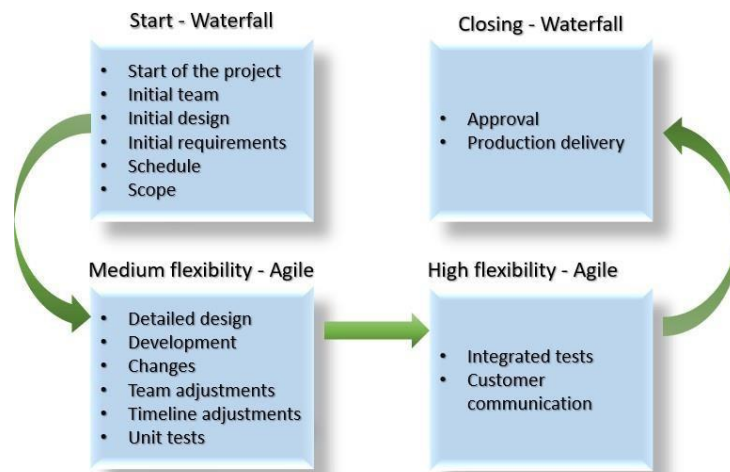 Start - Waterfall
• Start of the project
• Initial team
• Initial design
• Initial requirements
• Schedule
• Scope
Closing - Waterfall
• Approval
• Production delivery
Medium flexibility - Agile
• Detailed design
• Development
• Changes
• Team adjustments
• Timeline adjustments
• Unit tests
High flexibility - Agile
• Integrated tests
• Customer
communication